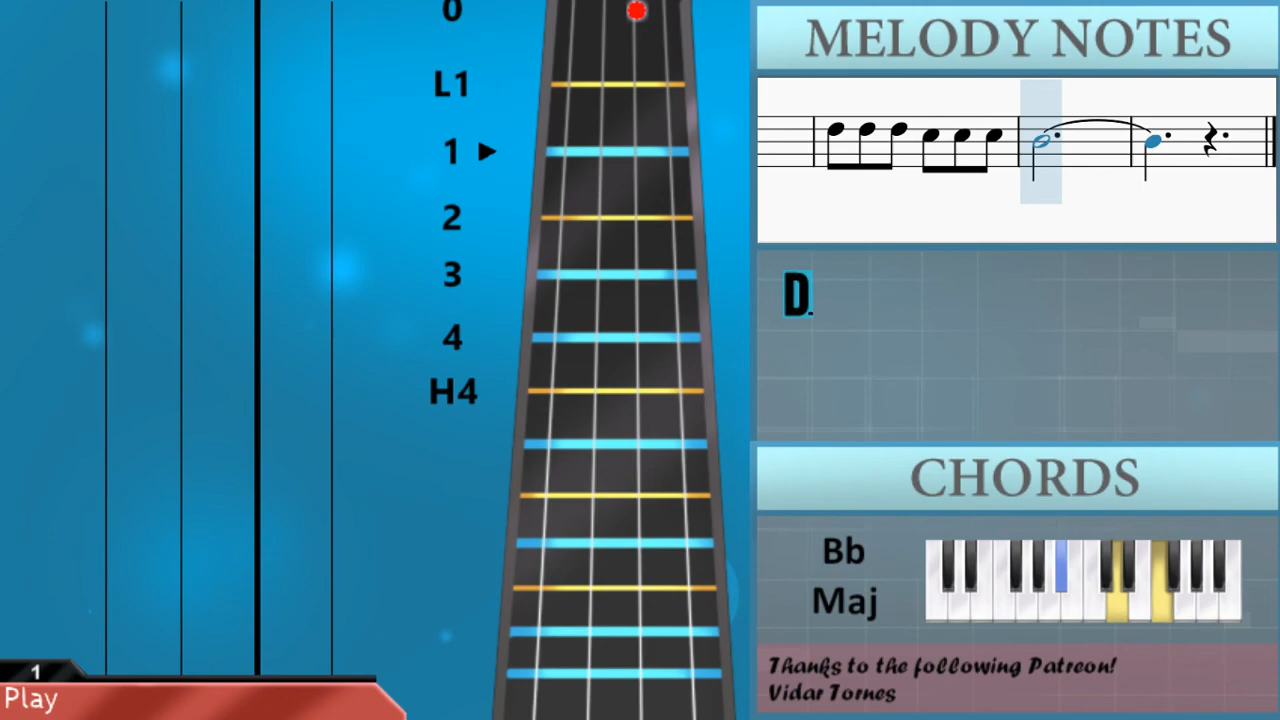 0
L1
1
2
3
4
H4
1
Play
MELODY NOTES
D
CHORDS
Bb
Maj
Thanks to the following Patreon!
Vidar Tornes